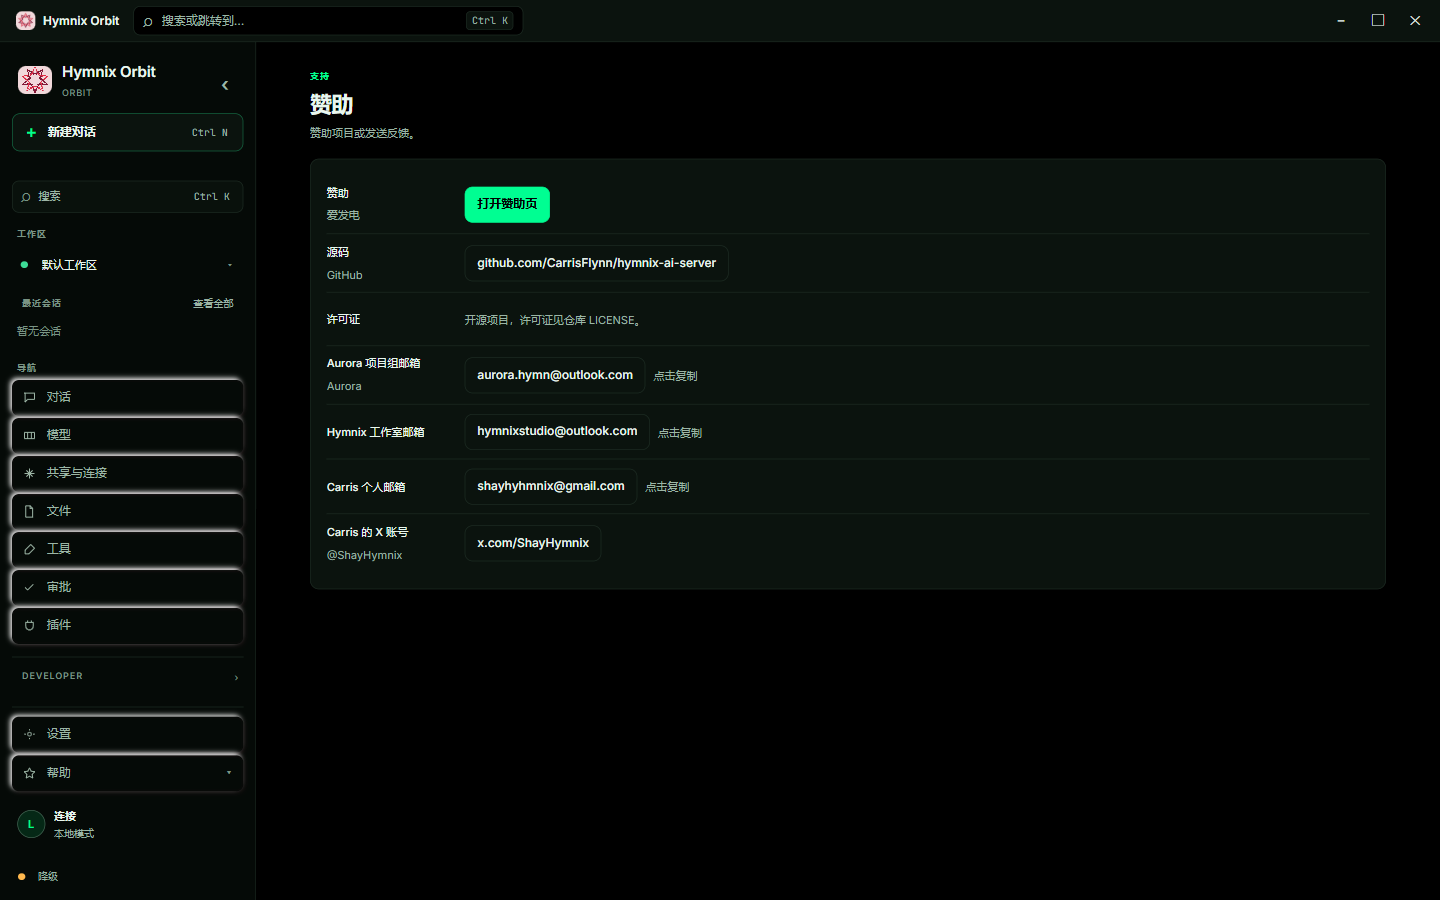 Hymnix Orbit
搜索或跳转到...
Ctrl K
Hymnix Orbit
ORBIT
新建对话
Ctrl N
搜索
Ctrl K
工作区
默认工作区
最近会话
查看全部
暂无会话
导航
对话
模型
共享与连接
文件
工具
审批
插件
DEVELOPER
设置
帮助
L
连接
本地模式
降级
支持
赞助
赞助项目或发送反馈。
赞助
爱发电
打开赞助页
源码
GitHub
github.com/CarrisFlynn/hymnix-ai-server
许可证
开源项目，许可证见仓库 LICENSE。
Aurora 项目组邮箱
Aurora
aurora.hymn@outlook.com
点击复制
Hymnix 工作室邮箱
hymnixstudio@outlook.com
点击复制
Carris 个人邮箱
shayhyhmnix@gmail.com
点击复制
Carris 的 X 账号
@ShayHymnix
x.com/ShayHymnix